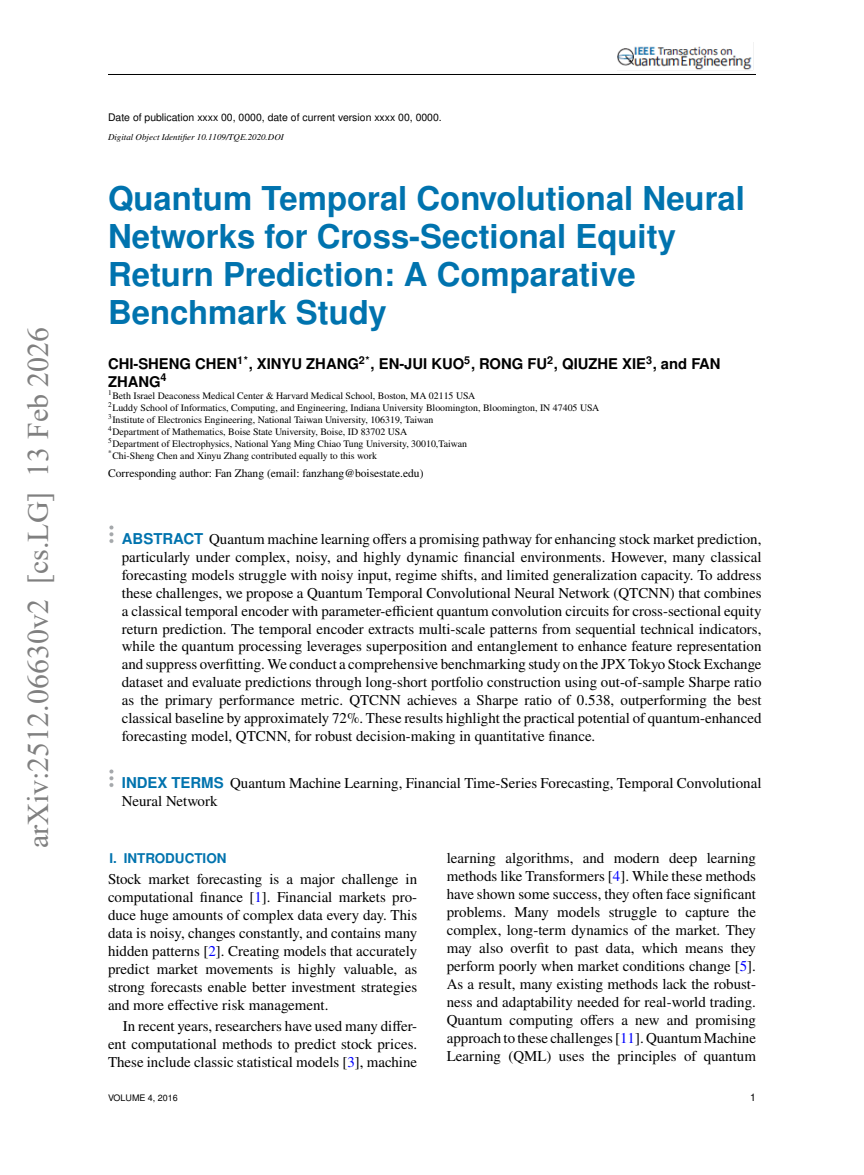 IEEE Transactions on
Quantum Engineering
Date of publication xxxx 00, 0000, date of current version xxxx 00, 0000.
Digital Object Identifier 10.1109/TQE.2020.DOI
Quantum Temporal Convolutional Neural
Networks for Cross-Sectional Equity
Return Prediction: A Comparative
Benchmark Study
CHI-SHENG CHEN1*, XINYU ZHANG2*, EN-JUI KUO5, RONG FU2, QIUZHE XIE3, and FAN
ZHANG4
1Beth Israel Deaconess Medical Center & Harvard Medical School, Boston, MA 02115 USA
2Luddy School of Informatics, Computing, and Engineering, Indiana University Bloomington, Bloomington, IN 47405 USA
3Institute of Electronics Engineering, National Taiwan University, 106319, Taiwan
4Department of Mathematics, Boise State University, Boise, ID 83702 USA
5Department of Electrophysics, National Yang Ming Chiao Tung University, 30010,Taiwan
*Chi-Sheng Chen and Xinyu Zhang contributed equally to this work
Corresponding author: Fan Zhang (email: fanzhang@boisestate.edu)
ABSTRACT Quantum machine learning offers a promising pathway for enhancing stock market prediction,
particularly under complex, noisy, and highly dynamic financial environments. However, many classical
forecasting models struggle with noisy input, regime shifts, and limited generalization capacity. To address
these challenges, we propose a Quantum Temporal Convolutional Neural Network (QTCNN) that combines
a classical temporal encoder with parameter-efficient quantum convolution circuits for cross-sectional equity
return prediction. The temporal encoder extracts multi-scale patterns from sequential technical indicators,
while the quantum processing leverages superposition and entanglement to enhance feature representation
and suppress overfitting. We conduct a comprehensive benchmarking study on the JPX Tokyo Stock Exchange
dataset and evaluate predictions through long-short portfolio construction using out-of-sample Sharpe ratio
as the primary performance metric. QTCNN achieves a Sharpe ratio of 0.538, outperforming the best
classical baseline by approximately 72%. These results highlight the practical potential of quantum-enhanced
forecasting model, QTCNN, for robust decision-making in quantitative finance.
INDEX TERMS Quantum Machine Learning, Financial Time-Series Forecasting, Temporal Convolutional
Neural Network
I. INTRODUCTION
Stock market forecasting is a major challenge in
computational finance [1]. Financial markets pro-
duce huge amounts of complex data every day. This
data is noisy, changes constantly, and contains many
hidden patterns [2]. Creating models that accurately
predict market movements is highly valuable, as
strong forecasts enable better investment strategies
and more effective risk management.
In recent years, researchers have used many differ-
ent computational methods to predict stock prices.
These include classic statistical models [3], machine
learning algorithms, and modern deep learning
methods like Transformers [4]. While these methods
have shown some success, they often face significant
problems. Many models struggle to capture the
complex, long-term dynamics of the market. They
may also overfit to past data, which means they
perform poorly when market conditions change [5].
As a result, many existing methods lack the robust-
ness and adaptability needed for real-world trading.
Quantum computing offers a new and promising
approach to these challenges [11]. Quantum Machine
Learning (QML) uses the principles of quantum
VOLUME 4, 2016
1
arXiv:2512.06630v2 [cs.LG] 13 Feb 2026